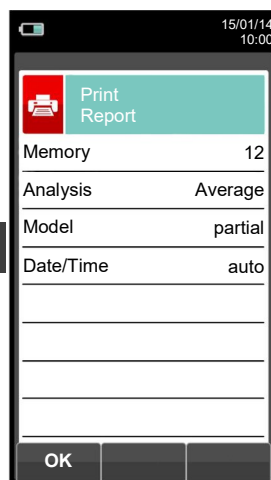 15/01/14
10:00
Print
Report
Memory 12
Analysis Average
Model partial
Date/Time auto
OK